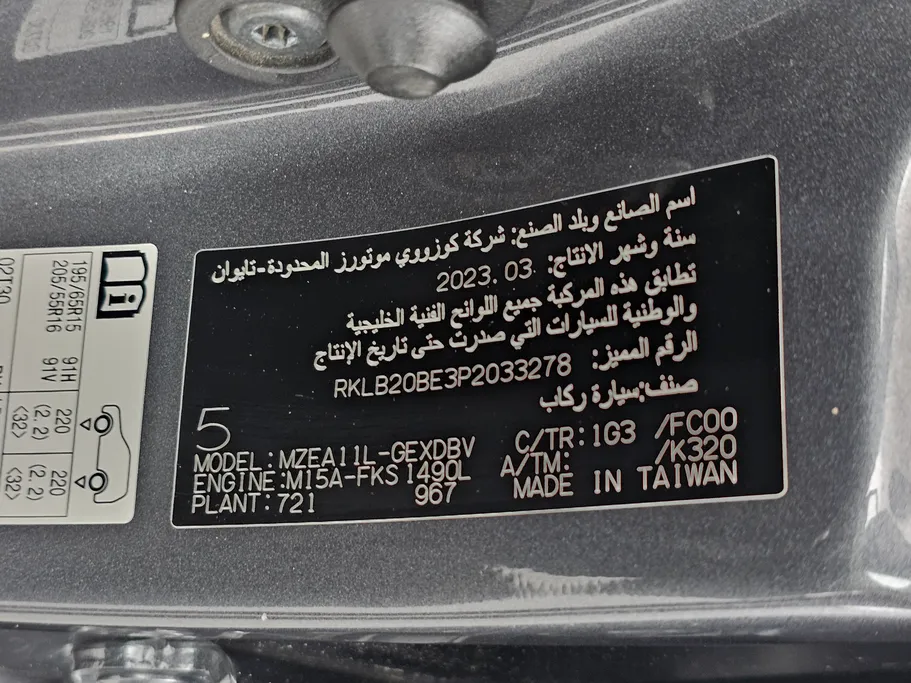 اسم الصانع وبلد الصنع: شركة كوزووي موتورز المحدودة-تايوان
سنة وشهر الانتاج: 2023.03
تطابق هذه المركبة جميع اللوائح الفنية الخليجية
والوطنية للسيارات التي صدرت حتى تاريخ الإنتاج
الرقم المميز: RKLB20BE3P2033278
صنف:سيارة ركاب
5
MODEL:MZEA11L-GEXDBV C/TR:1G3 /FC00
ENGINE:M15A-FKS 1490L A/TM: /K320
PLANT:721 967 MADE IN TAIWAN
195/65R15 91H 220 (2.2) <32> 220 (2.2) <32>
205/55R16 91V
02T30